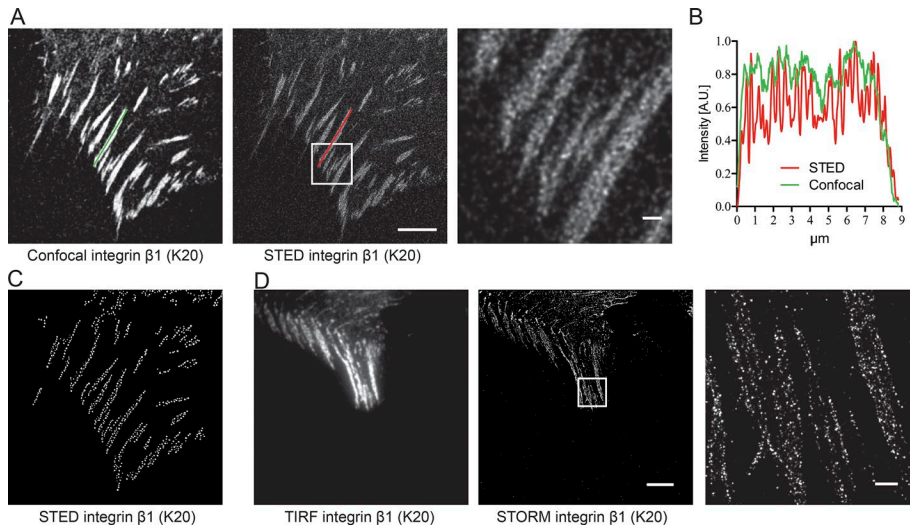 A
B
Confocal integrin β1 (K20)
STED integrin β1 (K20)
Intensity [A.U.]
1.0
0.8
0.6
0.4
0.2
0.0
STED
Confocal
0 1 2 3 4 5 6 7 8 9
µm
C
D
STED integrin β1 (K20)
TIRF integrin β1 (K20)
STORM integrin β1 (K20)